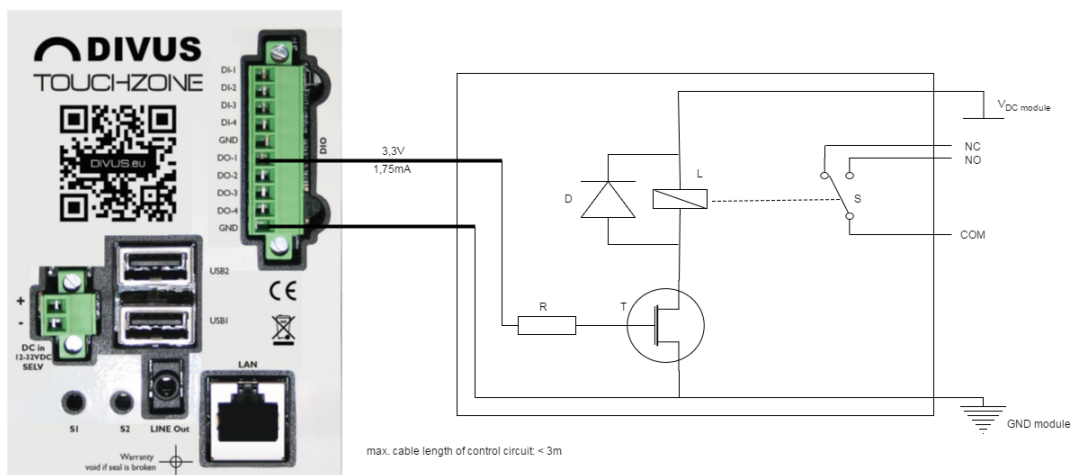 DIVUS
TOUCHZONE
DIVUS.eu
DI-1
DI-2
DI-3
DI-4
GND
DO-1
DO-2
DO-3
DO-4
GND
DIO
USB2
USB1
+
-
DC in
12-32VDC
SELV
CE
LAN
S1
S2
LINE Out
Warranty
void if seal is broken
3,3V
1,75mA
D
L
R
T
S
V DC module
NC
NO
COM
GND module
max. cable length of control circuit: < 3m